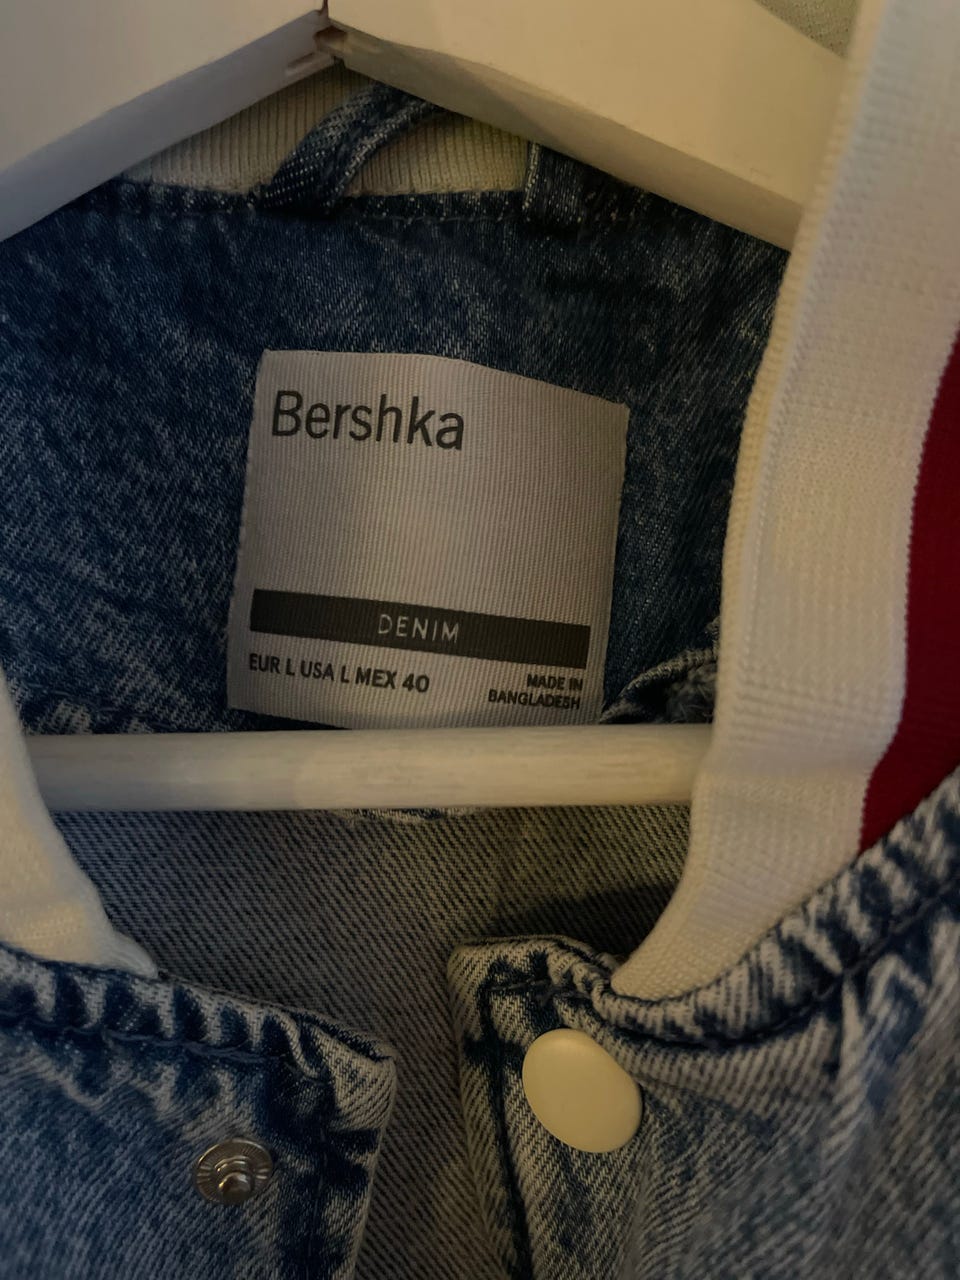 Bershka
DENIM
EUR L USA L MEX 40
MADE IN
BANGLADESH